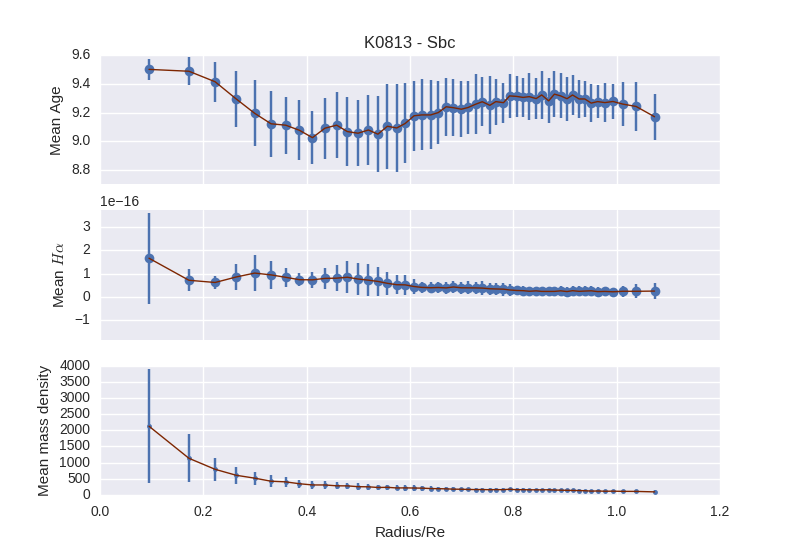 K0813 - Sbc
9.6
9.4
9.2
9.0
8.8
Mean Age
1e−16
3
2
1
0
−1
Mean Hα
4000
3500
3000
2500
2000
1500
1000
500
0
Mean mass density
0.0 0.2 0.4 0.6 0.8 1.0 1.2
Radius/Re